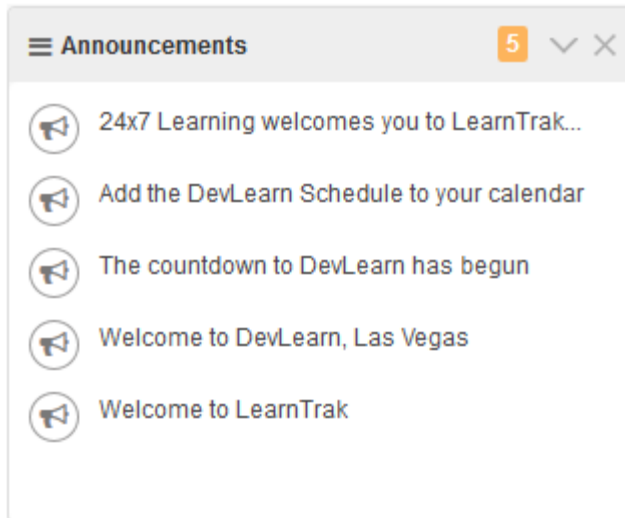 Announcements 5
24x7 Learning welcomes you to LearnTrak...
Add the DevLearn Schedule to your calendar
The countdown to DevLearn has begun
Welcome to DevLearn, Las Vegas
Welcome to LearnTrak